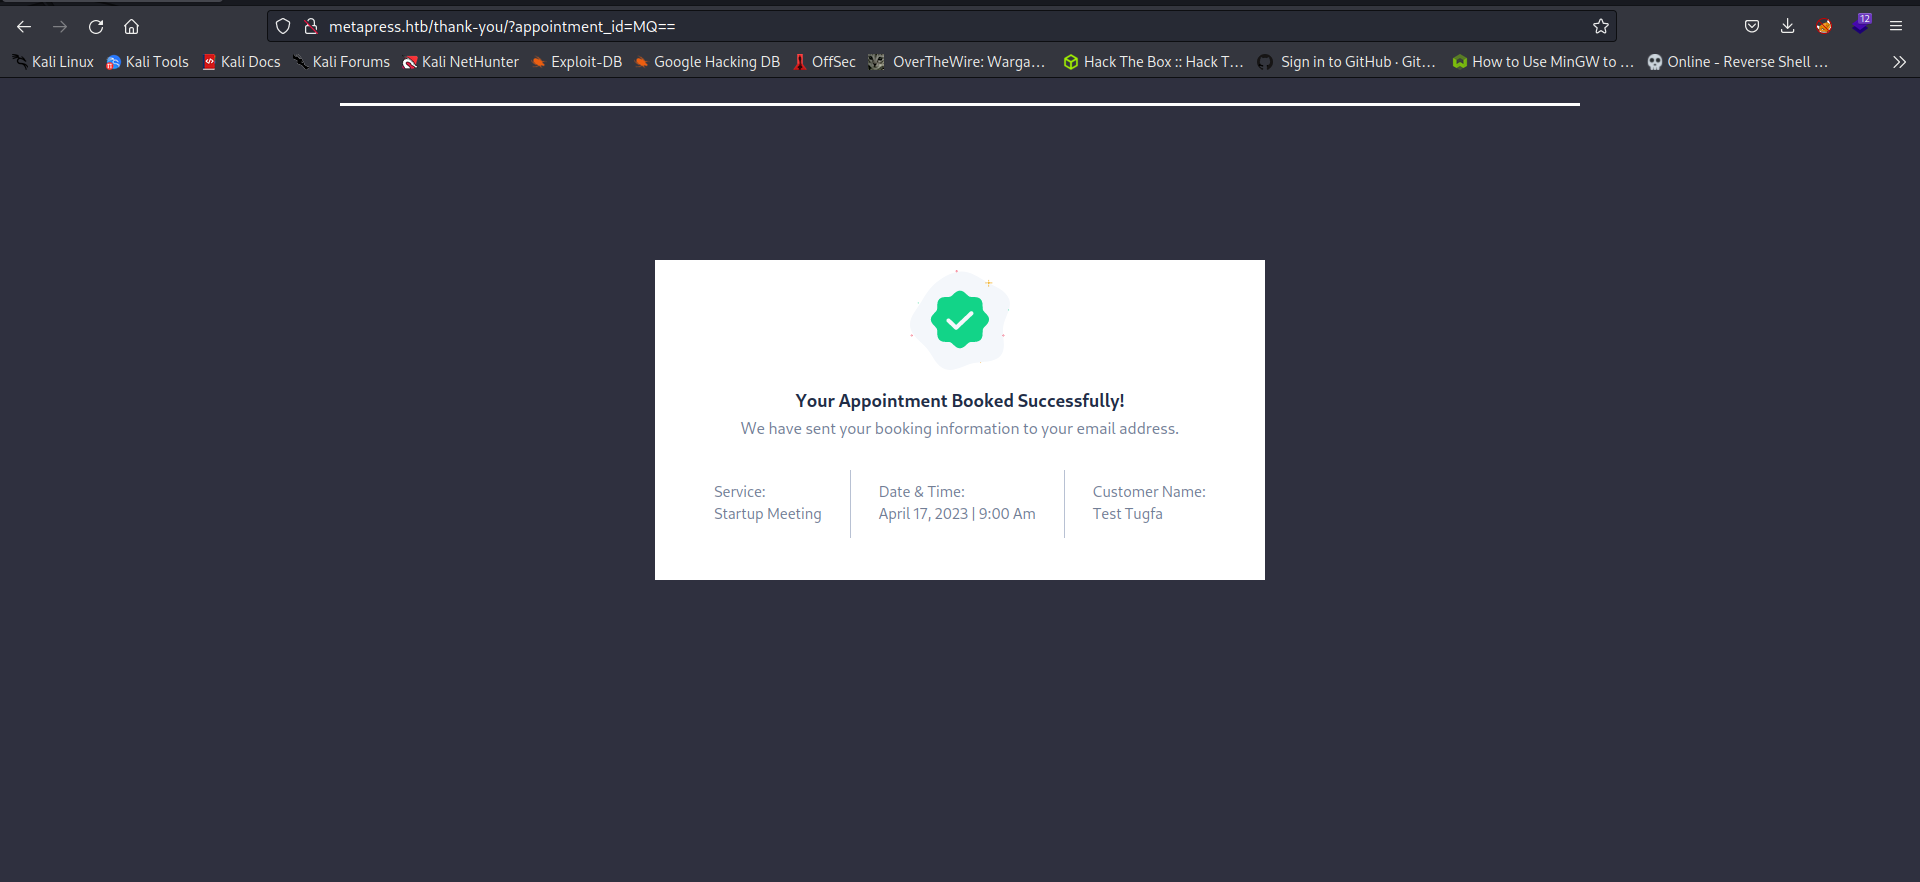 metapress.htb/thank-you/?appointment_id=MQ==
12
Kali Linux Kali Tools Kali Docs Kali Forums Kali NetHunter Exploit-DB Google Hacking DB OffSec OverTheWire: Warga… Hack The Box :: Hack T… Sign in to GitHub · Git… How to Use MinGW to … Online - Reverse Shell …
Your Appointment Booked Successfully!
We have sent your booking information to your email address.
Service: Date & Time: Customer Name:
Startup Meeting April 17, 2023 | 9:00 Am Test Tugfa